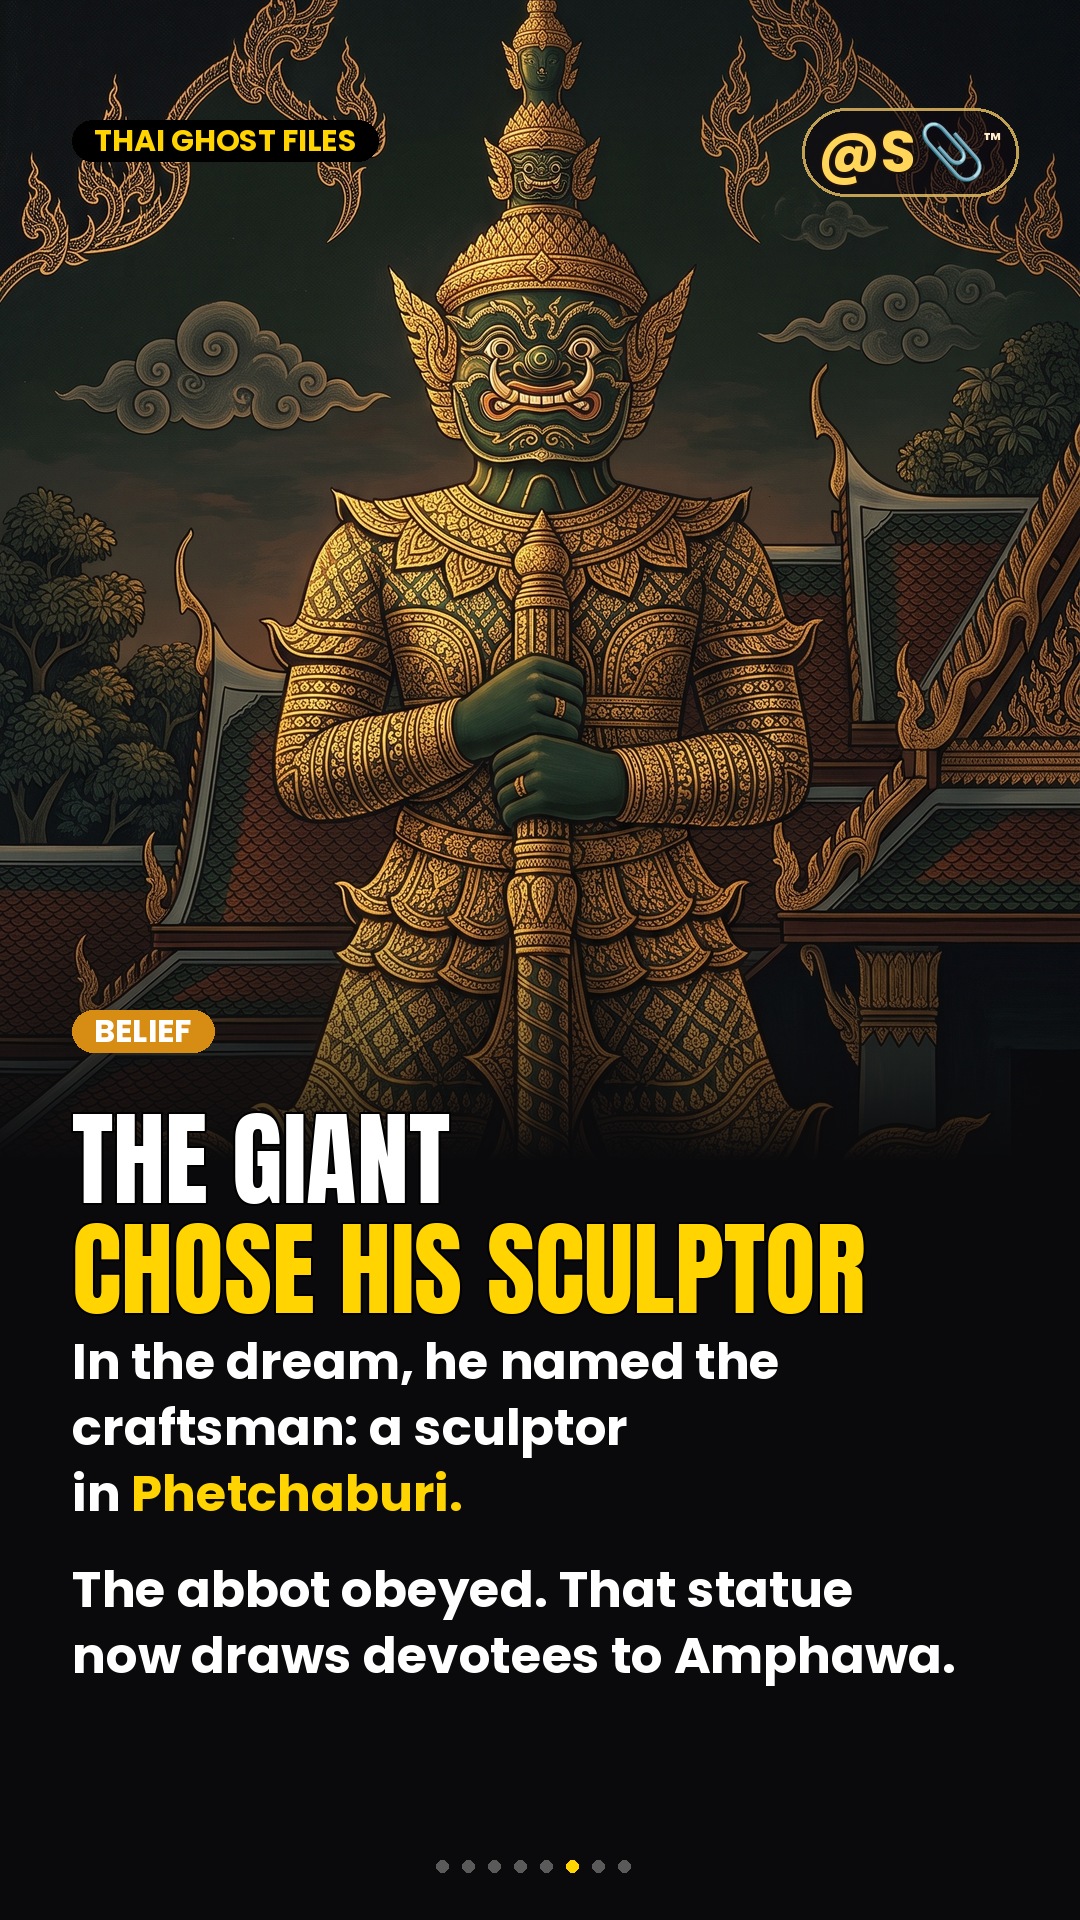 THAI GHOST FILES
@S📎™
BELIEF
THE GIANT
CHOSE HIS SCULPTOR
In the dream, he named the
craftsman: a sculptor
in Phetchaburi.
The abbot obeyed. That statue
now draws devotees to Amphawa.